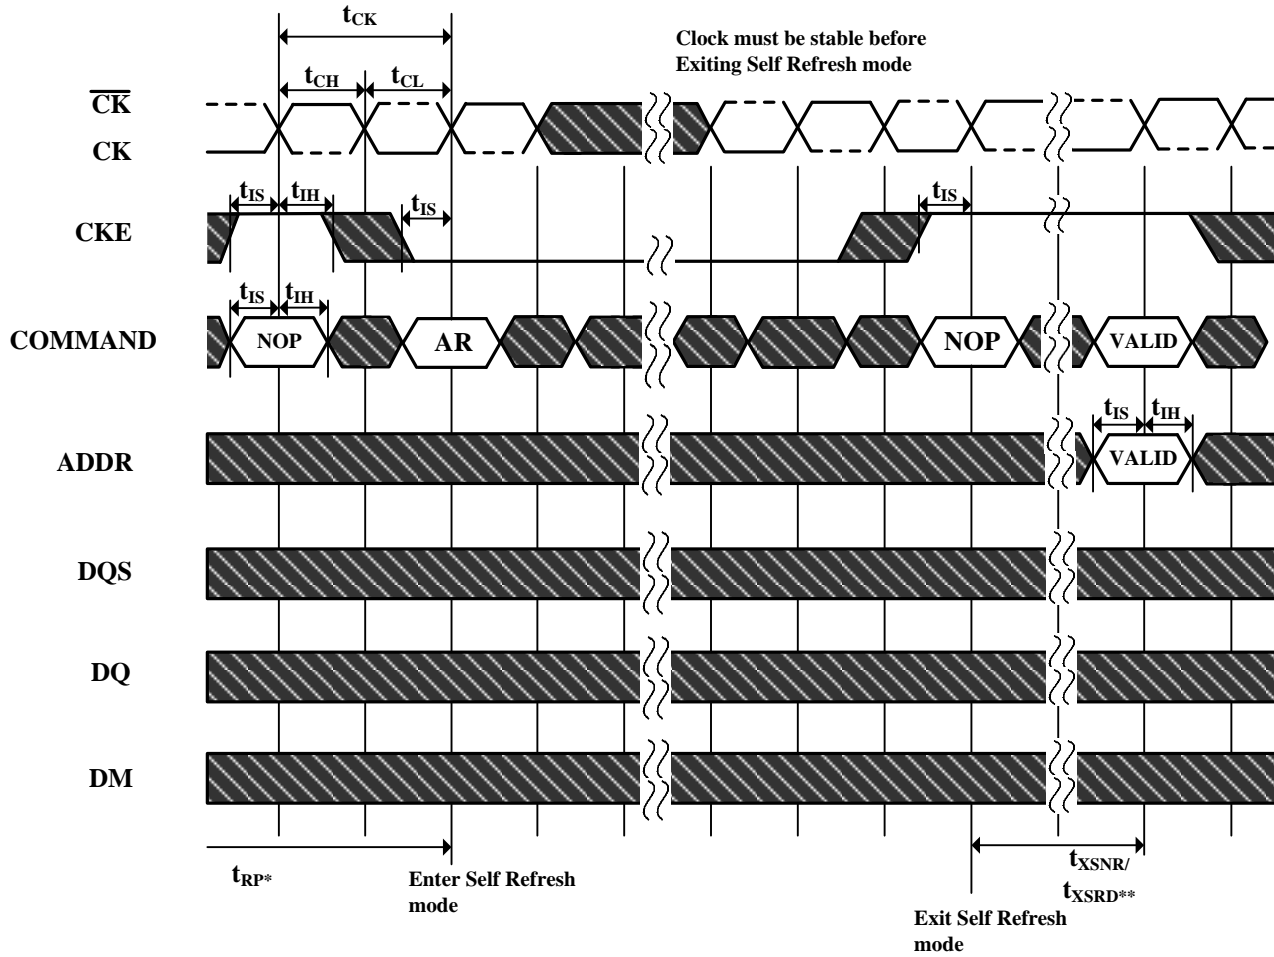 tCK
Clock must be stable before
Exiting Self Refresh mode
tCH
tCL
CK
CK
tIS
tIH
tIS
tIS
CKE
tIS
tIH
COMMAND
NOP
AR
NOP
VALID
tIS
tIH
ADDR
VALID
DQS
DQ
DM
tRP*
Enter Self Refresh
mode
tXSNR/
tXSRD**
Exit Self Refresh
mode